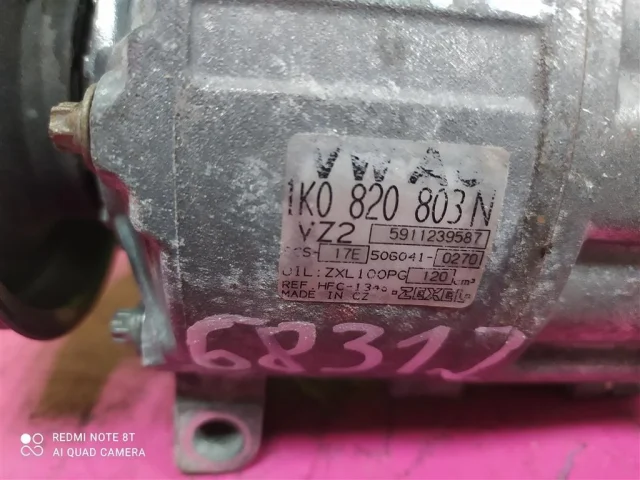 VW AG
1K0 820 803 N
VZ2 5911239587
17E 506041-0270
OIL:ZXL100PG 120 cm³
REF. HFC-134a ZEXEL
MADE IN CZ
68317
REDMI NOTE 8T
AI QUAD CAMERA